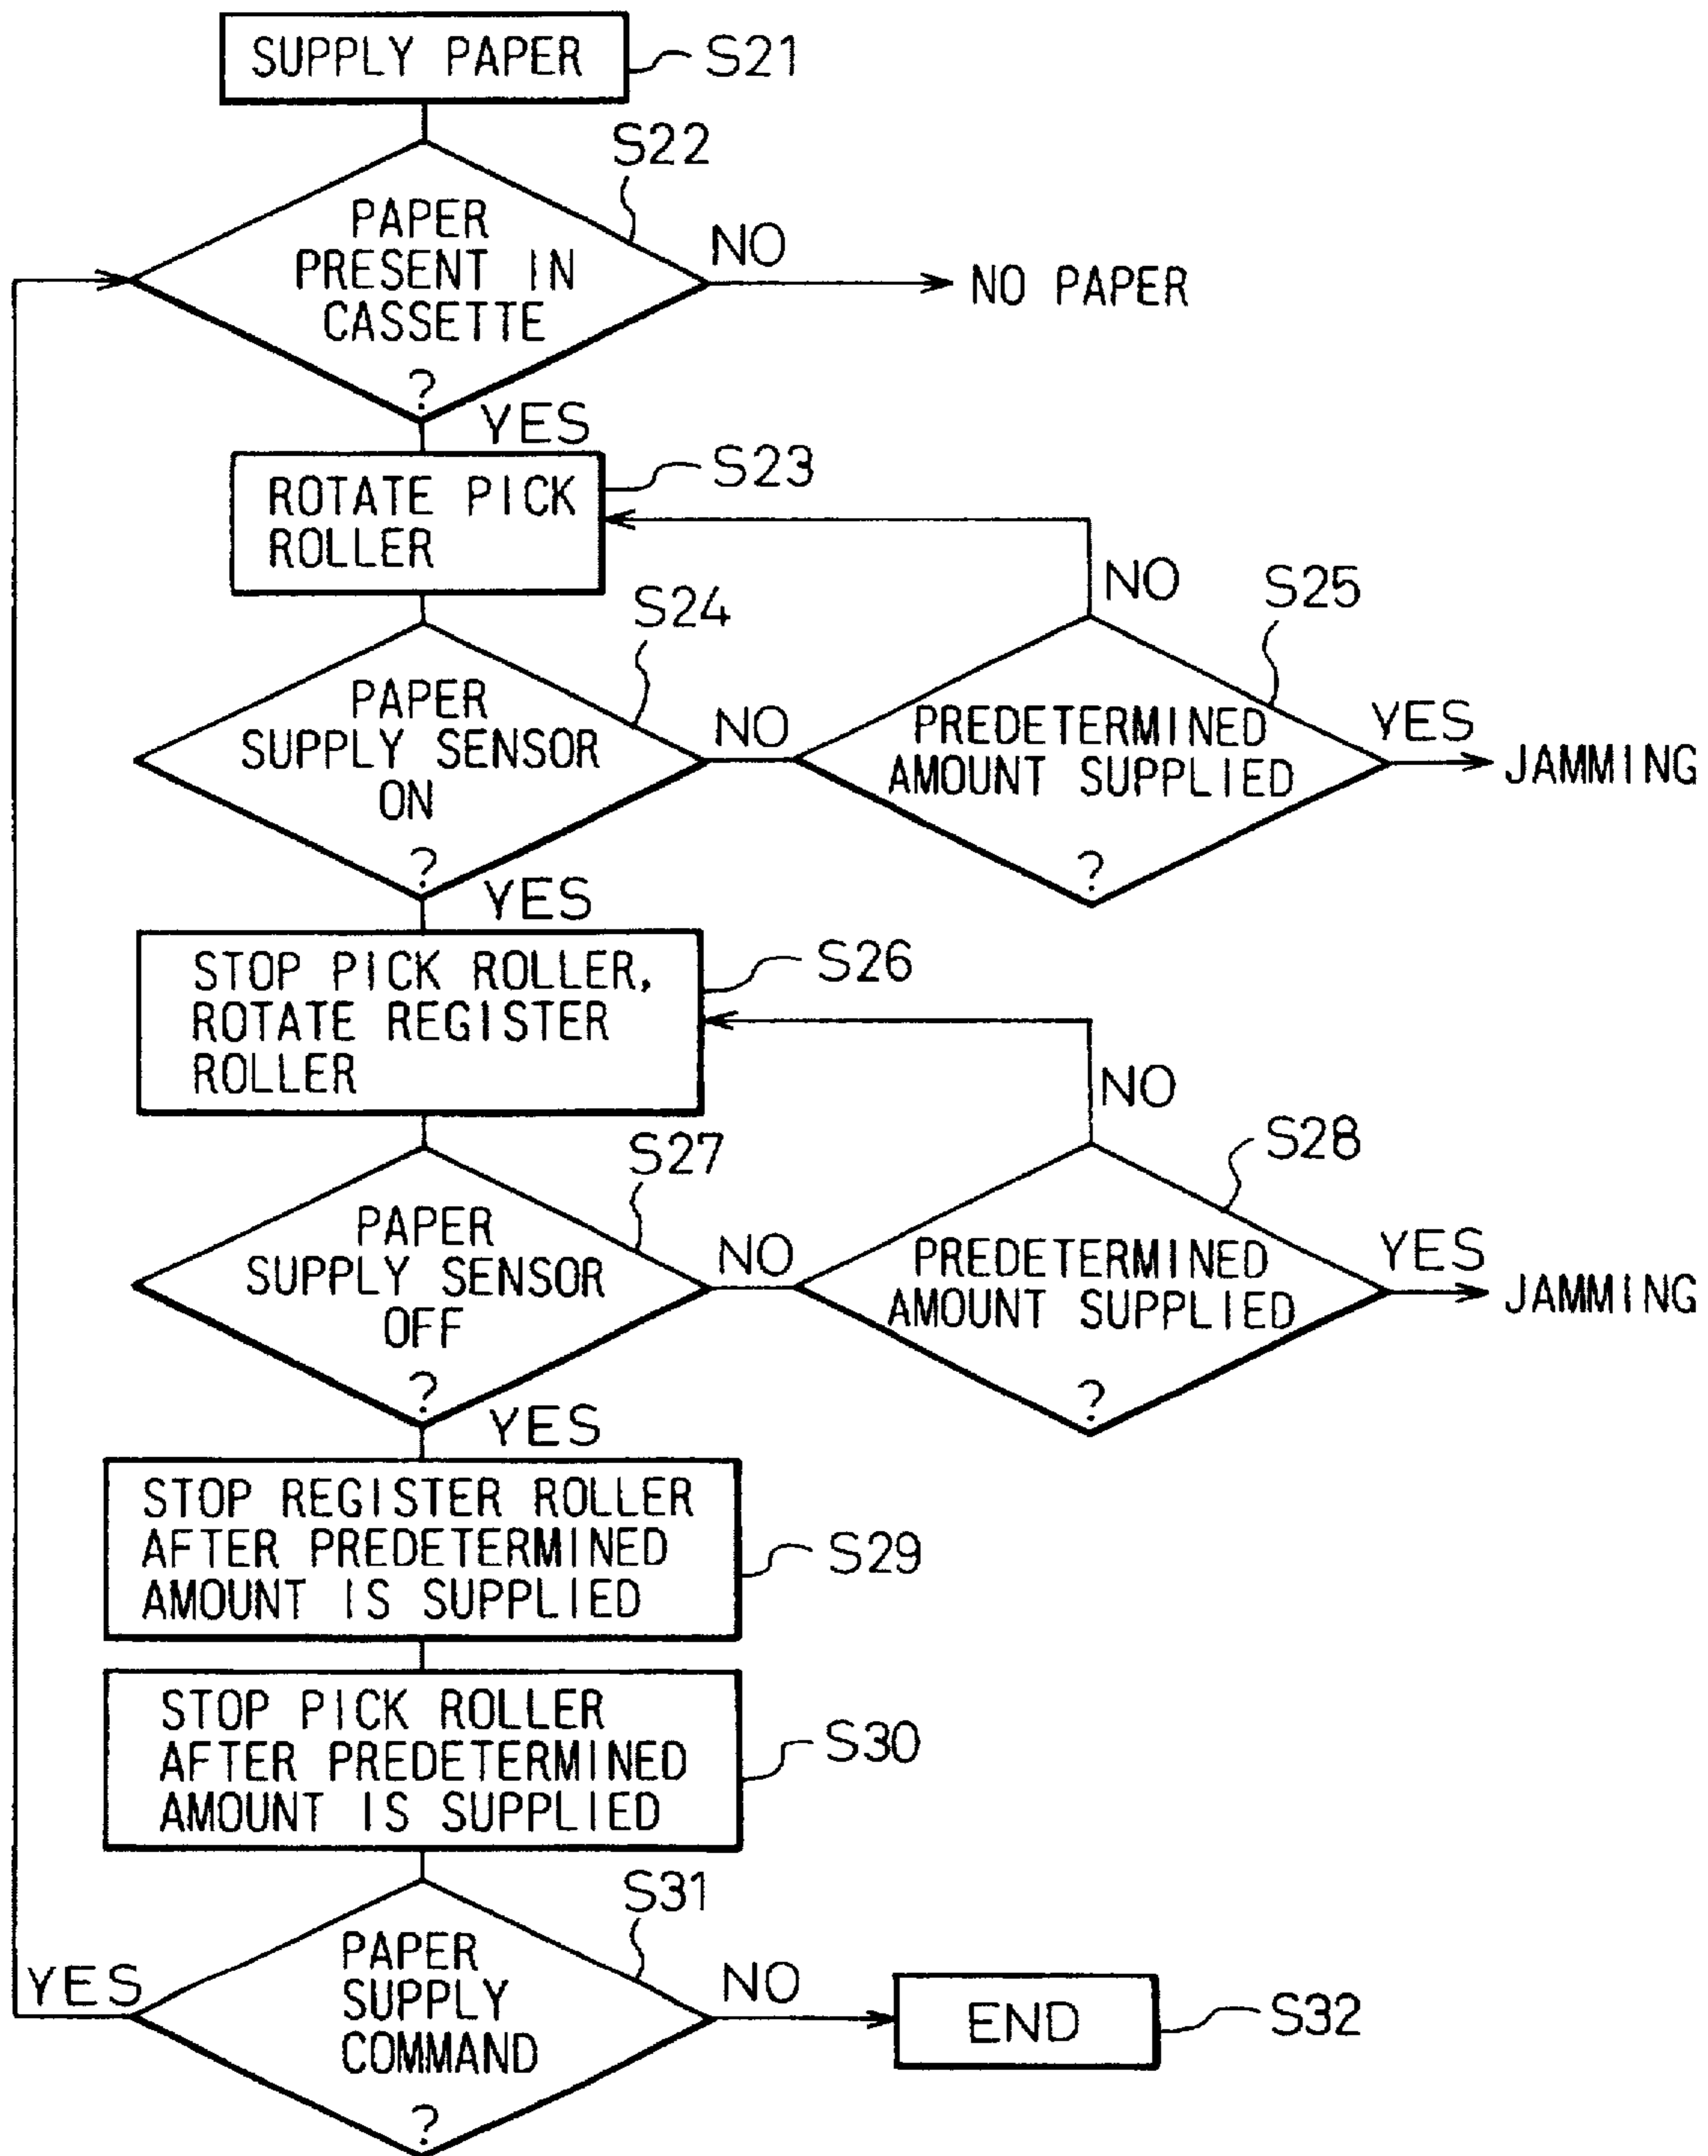 SUPPLY PAPER
S21
S22
PAPER
PRESENT IN
CASSETTE
?
NO
NO PAPER
YES
ROTATE PICK
ROLLER
S23
S24
PAPER
SUPPLY SENSOR
ON
?
NO
S25
PREDETERMINED
AMOUNT SUPPLIED
?
NO
YES
JAMMING
YES
STOP PICK ROLLER,
ROTATE REGISTER
ROLLER
S26
S27
PAPER
SUPPLY SENSOR
OFF
?
NO
S28
PREDETERMINED
AMOUNT SUPPLIED
?
NO
YES
JAMMING
YES
STOP REGISTER ROLLER
AFTER PREDETERMINED
AMOUNT IS SUPPLIED
S29
STOP PICK ROLLER
AFTER PREDETERMINED
AMOUNT IS SUPPLIED
S30
S31
PAPER
SUPPLY
COMMAND
?
YES
NO
END
S32